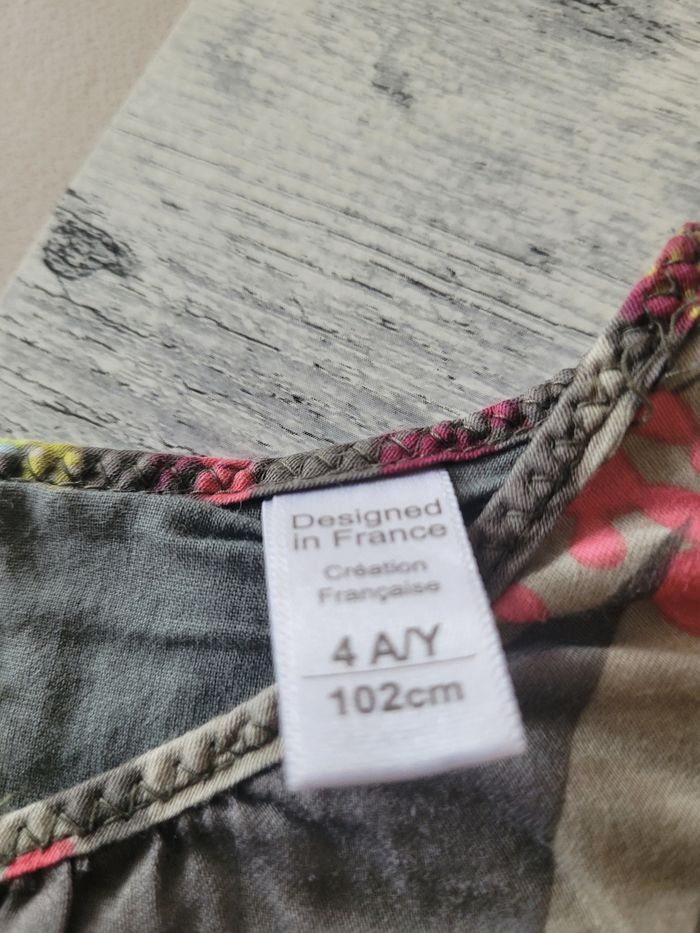 Designed
in France
Création
Française
4 A/Y
102cm